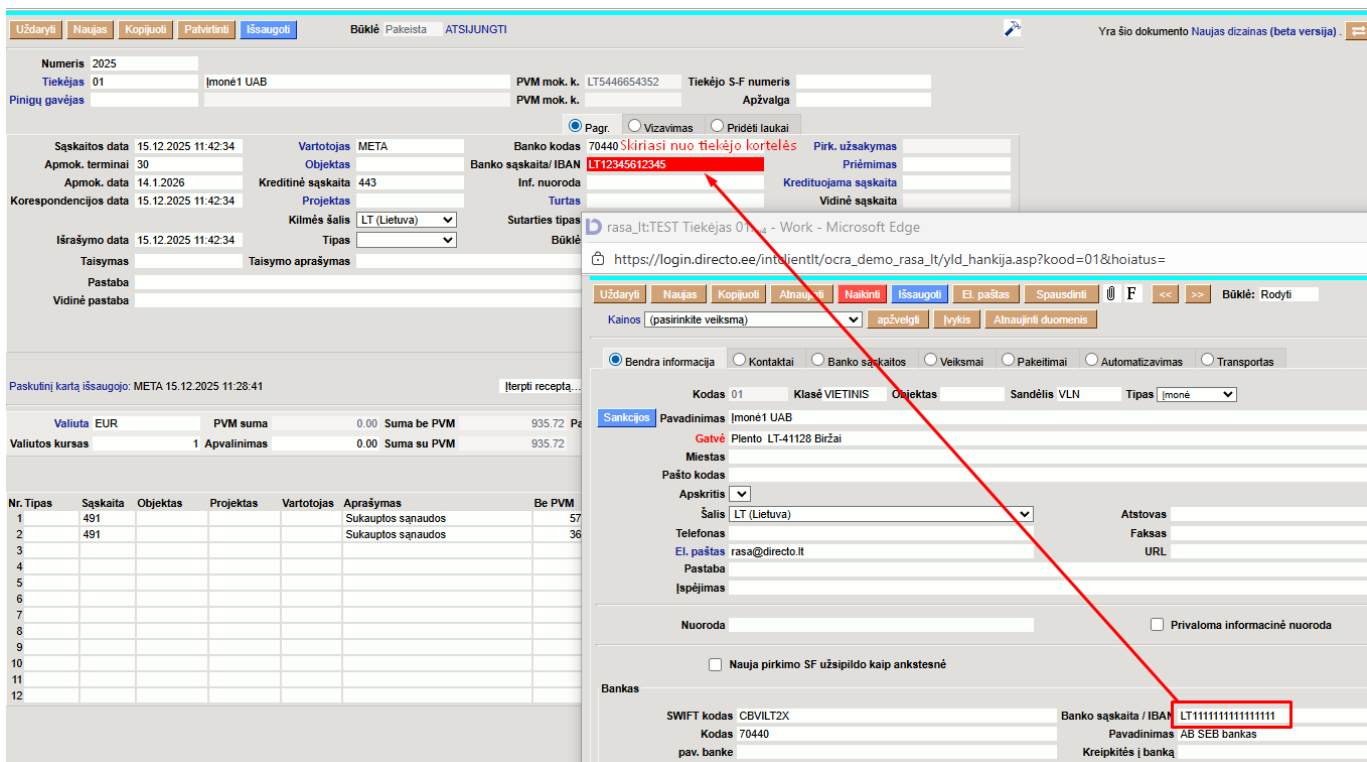 Uždaryti Naujas Kopijuoti Patvirtinti Išsaugoti Būklė Pakeista ATSIJUNGTI Yra šio dokumento Naujas dizainas (beta versija) .
Numeris 2025
Tiekėjas 01 Įmonė1 UAB PVM mok. k. LT5446654352 Tiekėjo S-F numeris
Pinigų gavėjas PVM mok. k. Apžvalga
Pagr. Vizavimas Pridėti laukai
Sąskaitos data 15.12.2025 11:42:34 Vartotojas META Banko kodas 70440 Skiriasi nuo tiekėjo kortelės Pirk. užsakymas
Apmok. terminai 30 Objektas Banko sąskaita/ IBAN LT12345612345 Priėmimas
Apmok. data 14.1.2026 Kreditinė sąskaita 443 Inf. nuoroda Kredituojama sąskaita
Korespondencijos data 15.12.2025 11:42:34 Projektas Turtas Vidinė sąskaita
Kilmės šalis LT (Lietuva) Sutarties tipas
Išrašymo data 15.12.2025 11:42:34 Tipas Būklė
Taisymas Taisymo aprašymas
Pastaba
Vidinė pastaba
Paskutinį kartą išsaugojo: META 15.12.2025 11:28:41 Įterpti receptą...
Valiuta EUR PVM suma 0.00 Suma be PVM 935.72
Valiutos kursas 1 Apvalinimas 0.00 Suma su PVM 935.72
Nr. Tipas Sąskaita Objektas Projektas Vartotojas Aprašymas Be PVM
1 491 Sukauptos sąnaudos 57
2 491 Sukauptos sąnaudos 36
3
4
5
6
7
8
9
10
11
12
rasa_lt:TEST Tiekėjas 01 - Work - Microsoft Edge
https://login.directo.ee/intclientlt/ocra_demo_rasa_lt/yld_hankija.asp?kood=01&hoiatus=
Uždaryti Naujas Kopijuoti Atnaujinti Naikinti Išsaugoti El. paštas Spausdinti F << >> Būklė: Rodyti
Kainos (pasirinkite veiksmą) apžvelgti Įvykis Atnaujinti duomenis
Bendra informacija Kontaktai Banko sąskaitos Veiksmai Pakeitimai Automatizavimas Transportas
Kodas 01 Klasė VIETINIS Objektas Sandėlis VLN Tipas Įmonė
Sankcijos Pavadinimas Įmonė1 UAB
Gatvė Plento LT-41128 Biržai
Miestas
Pašto kodas
Apskritis
Šalis LT (Lietuva) Atstovas
Telefonas Faksas
El. paštas rasa@directo.lt URL
Pastaba
Įspėjimas
Nuoroda Privaloma informacinė nuoroda
Nauja pirkimo SF užsipildo kaip ankstesnė
Bankas
SWIFT kodas CBVILT2X Banko sąskaita / IBAN LT1111111111111111
Kodas 70440 Pavadinimas AB SEB bankas
pav. banke Kreipkitės į banką